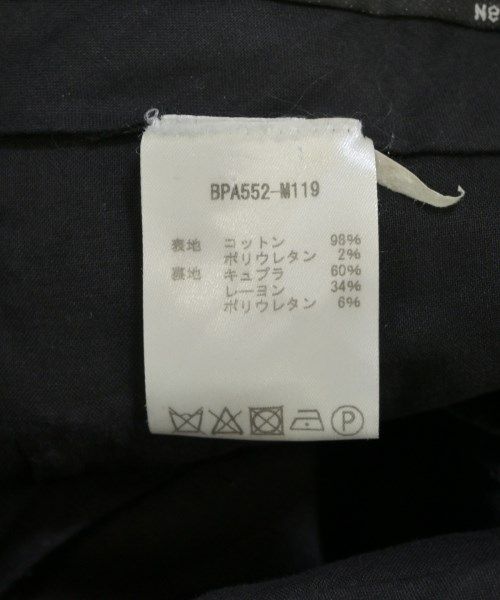 Ne
BPA552-M119
表地 コットン 98%
ポリウレタン 2%
裏地 キュプラ 60%
レーヨン 34%
ポリウレタン 6%
P